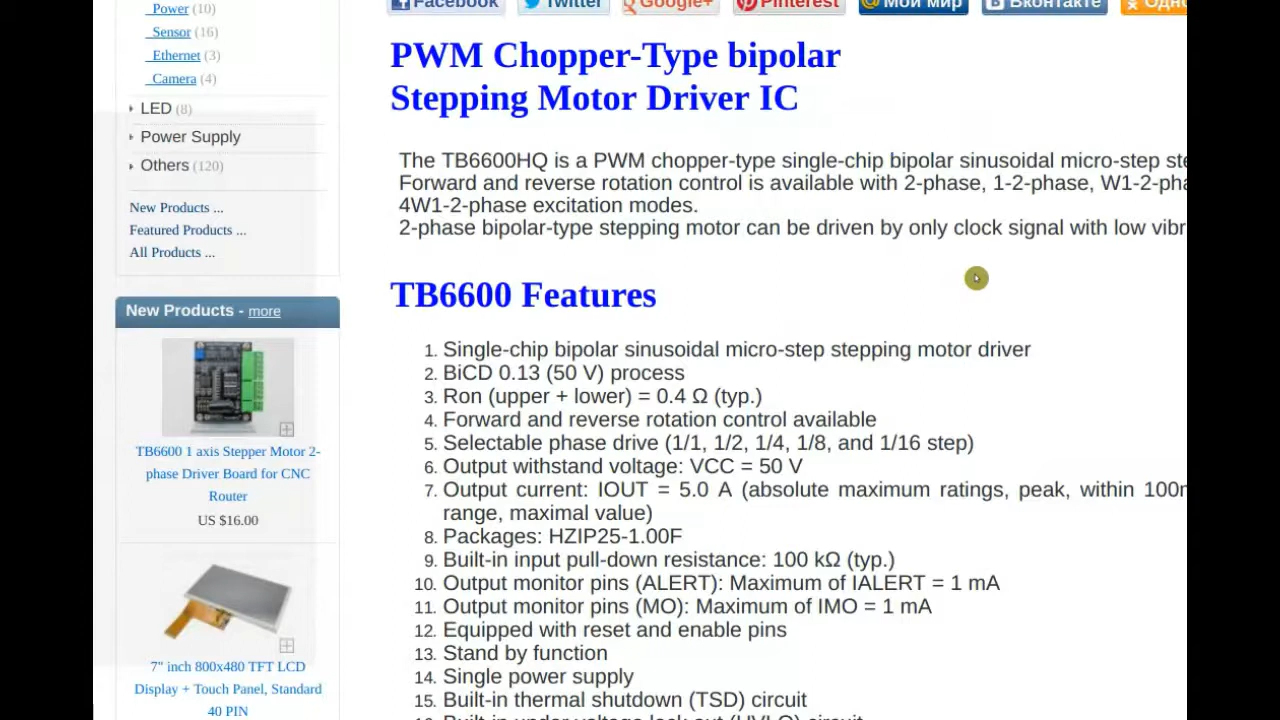 Facebook Twitter Google+ Pinterest Мой мир Вконтакте
Power (10)
Sensor (16)
Ethernet (3)
Camera (4)
LED (8)
Power Supply
Others (120)
New Products ...
Featured Products ...
All Products ...
New Products - more
TB6600 1 axis Stepper Motor 2-
phase Driver Board for CNC
Router
US $16.00
7" inch 800x480 TFT LCD
Display + Touch Panel, Standard
40 PIN
PWM Chopper-Type bipolar
Stepping Motor Driver IC
The TB6600HQ is a PWM chopper-type single-chip bipolar sinusoidal micro-step
Forward and reverse rotation control is available with 2-phase, 1-2-phase,
4W1-2-phase excitation modes.
2-phase bipolar-type stepping motor can be driven by only clock signal with low
TB6600 Features
1. Single-chip bipolar sinusoidal micro-step stepping motor driver
2. BiCD 0.13 (50 V) process
3. Ron (upper + lower) = 0.4 Ω (typ.)
4. Forward and reverse rotation control available
5. Selectable phase drive (1/1, 1/2, 1/4, 1/8, and 1/16 step)
6. Output withstand voltage: VCC = 50 V
7. Output current: IOUT = 5.0 A (absolute maximum ratings, peak, within
range, maximal value)
8. Packages: HZIP25-1.00F
9. Built-in input pull-down resistance: 100 kΩ (typ.)
10. Output monitor pins (ALERT): Maximum of IALERT = 1 mA
11. Output monitor pins (MO): Maximum of IMO = 1 mA
12. Equipped with reset and enable pins
13. Stand by function
14. Single power supply
15. Built-in thermal shutdown (TSD) circuit